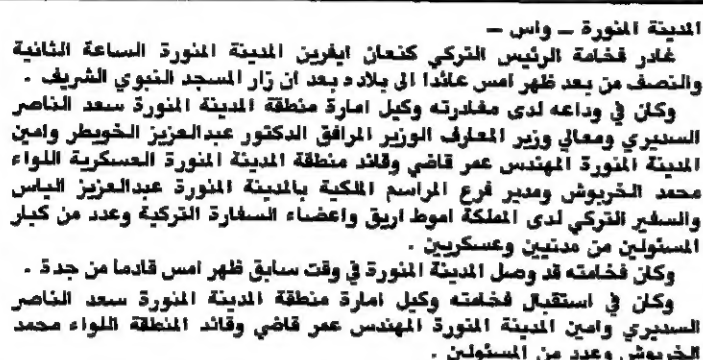 المدينة المنورة — واس —
غادر فخامة الرئيس التركي كنعان ايفرين المدينة المنورة الساعة الثانية
والنصف من بعد ظهر امس عائدا الى بلاده بعد ان زار المسجد النبوي الشريف .
وكان في وداعه لدى مغادرته وكيل امارة منطقة المدينة المنورة سعد الناصر
السديري ومعالي وزير المعارف الوزير المرافق الدكتور عبدالعزيز الخويطر وامين
المدينة المنورة المهندس عمر قاضي وقائد منطقة المدينة المنورة العسكرية اللواء
محمد الخربوش ومدير فرع المراسم الملكية بالمدينة المنورة عبدالعزيز الياس
والسفير التركي لدى المملكة اموط اريق واعضاء السفارة التركية وعدد من كبار
المسئولين من مدنيين وعسكريين .
وكان فخامته قد وصل المدينة المنورة في وقت سابق ظهر امس قادما من جدة .
وكان في استقبال فخامته وكيل امارة منطقة المدينة المنورة سعد الناصر
السديري وامين المدينة المنورة المهندس عمر قاضي وقائد المنطقة اللواء محمد
الخربوش وعدد من المسئولين .